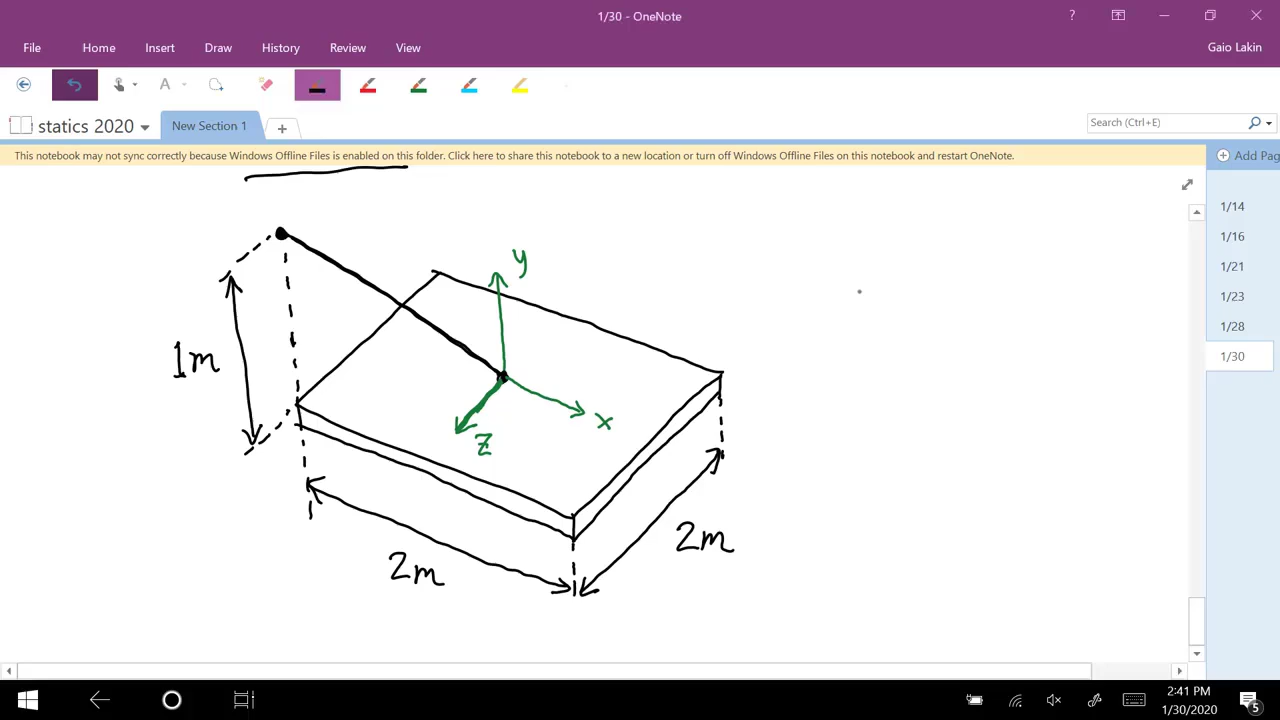 1/30 - OneNote
?
File Home Insert Draw History Review View Gaio Lakin
A
statics 2020 New Section 1 + Search (Ctrl+E)
This notebook may not sync correctly because Windows Offline Files is enabled on this folder. Click here to share this notebook to a new location or turn off Windows Offline Files on this notebook and restart OneNote.
Add Pag
1/14
1/16
1/21
1/23
1/28
1/30
y
1m
x
z
2m
2m
2:41 PM
1/30/2020
5